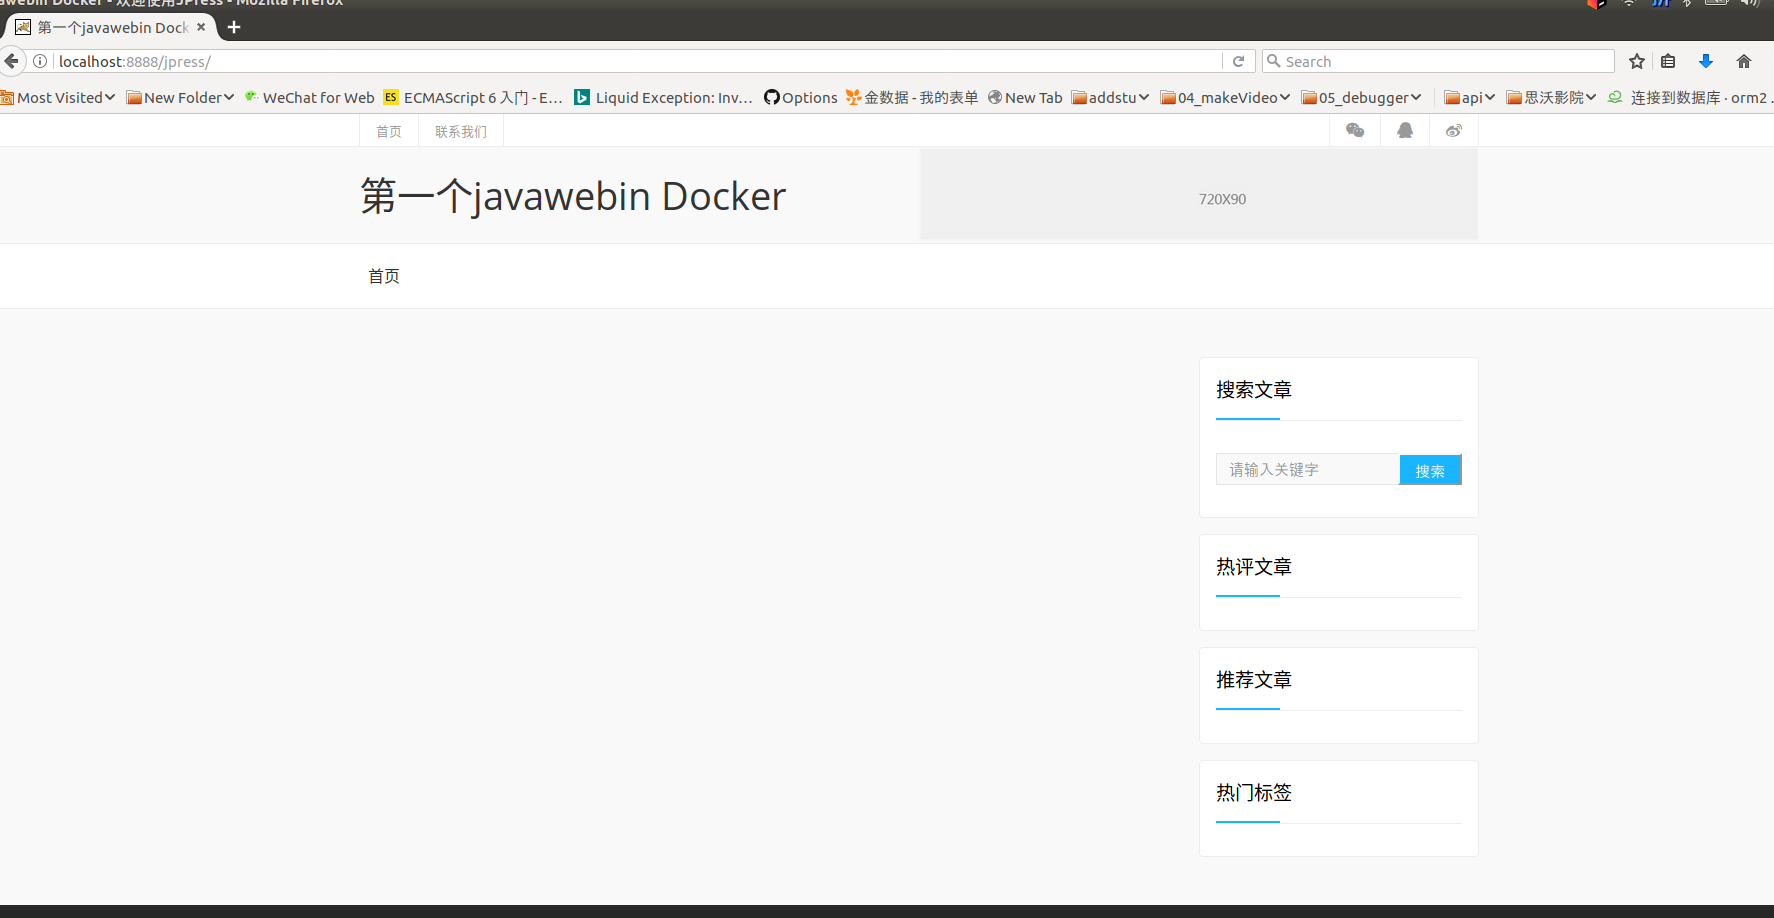 awebin Docker - 欢迎使用JPress - Mozilla Firefox
第一个javawebin Dock
localhost:8888/jpress/
Search
Most Visited New Folder WeChat for Web ES ECMAScript 6 入门 - E… Liquid Exception: Inv… Options 金数据 - 我的表单 New Tab addstu 04_makeVideo 05_debugger api 思沃影院 连接到数据库 · orm2 .
首页 联系我们
第一个javawebin Docker
720X90
首页
搜索文章
请输入关键字 搜索
热评文章
推荐文章
热门标签